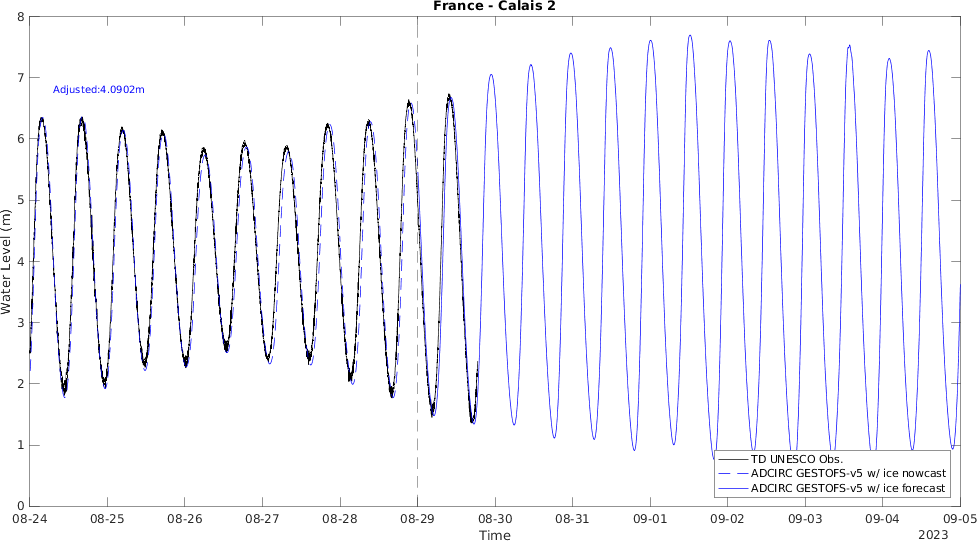 France - Calais 2
8
7
6
5
4
3
2
1
0
Water Level (m)
Adjusted:4.0902m
TD UNESCO Obs.
ADCIRC GESTOFS-v5 w/ ice nowcast
ADCIRC GESTOFS-v5 w/ ice forecast
08-24 08-25 08-26 08-27 08-28 08-29 08-30 08-31 09-01 09-02 09-03 09-04 09-05
Time
2023